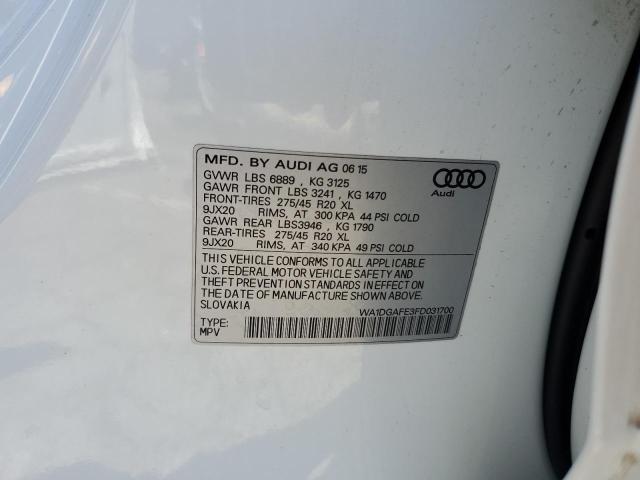 MFD. BY AUDI AG 06 15
GVWR LBS 6889 , KG 3125
GAWR FRONT LBS 3241 , KG 1470
FRONT-TIRES 275/45 R20 XL
9JX20 RIMS, AT 300 KPA 44 PSI COLD
GAWR REAR LBS3946 , KG 1790
REAR-TIRES 275/45 R20 XL
9JX20 RIMS, AT 340 KPA 49 PSI COLD
Audi
THIS VEHICLE CONFORMS TO ALL APPLICABLE
U.S. FEDERAL MOTOR VEHICLE SAFETY AND
THEFT PREVENTION STANDARDS IN EFFECT ON
THE DATE OF MANUFACTURE SHOWN ABOVE.
SLOVAKIA
WA1DGAFE3FD031700
TYPE:
MPV